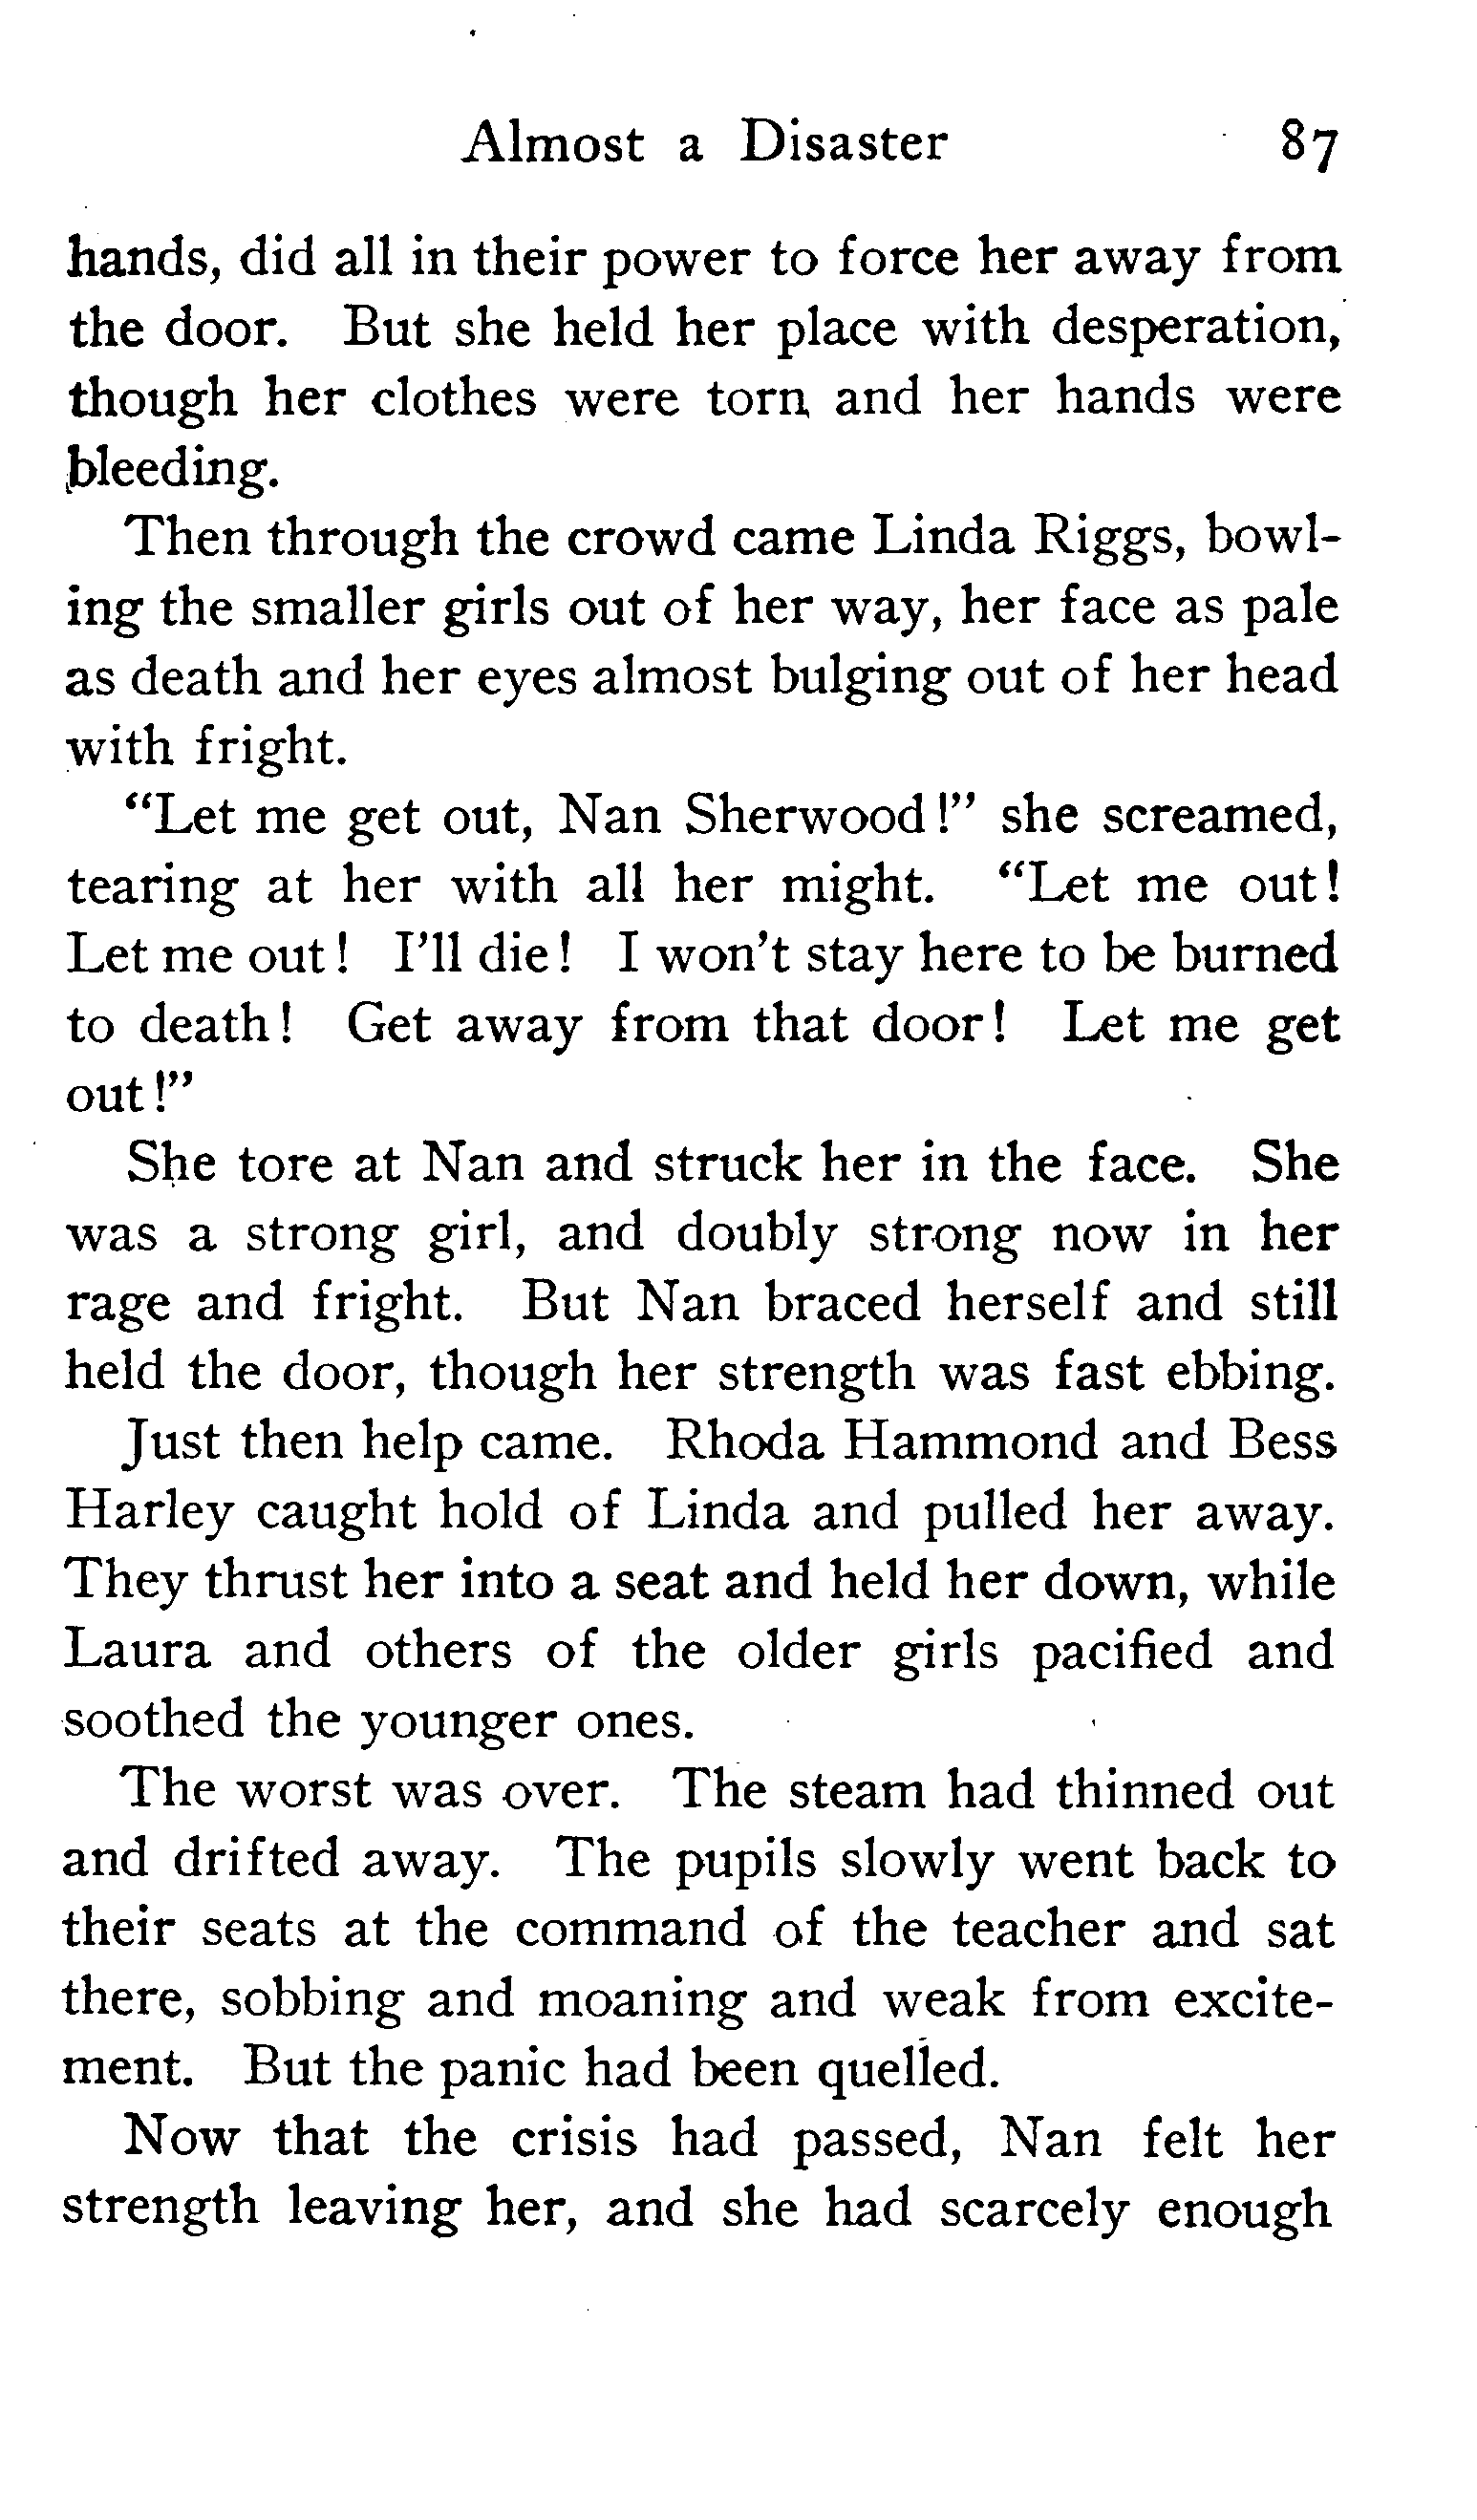 Almost a Disaster 87
hands, did all in their power to force her away from
the door. But she held her place with desperation,
though her clothes were torn and her hands were
bleeding.
Then through the crowd came Linda Riggs, bowl-
ing the smaller girls out of her way, her face as pale
as death and her eyes almost bulging out of her head
with fright.
"Let me get out, Nan Sherwood!" she screamed,
tearing at her with all her might. "Let me out!
Let me out! I'll die! I won't stay here to be burned
to death! Get away from that door! Let me get
out!"
She tore at Nan and struck her in the face. She
was a strong girl, and doubly strong now in her
rage and fright. But Nan braced herself and still
held the door, though her strength was fast ebbing.
Just then help came. Rhoda Hammond and Bess
Harley caught hold of Linda and pulled her away.
They thrust her into a seat and held her down, while
Laura and others of the older girls pacified and
soothed the younger ones.
The worst was over. The steam had thinned out
and drifted away. The pupils slowly went back to
their seats at the command of the teacher and sat
there, sobbing and moaning and weak from excite-
ment. But the panic had been quelled.
Now that the crisis had passed, Nan felt her
strength leaving her, and she had scarcely enough